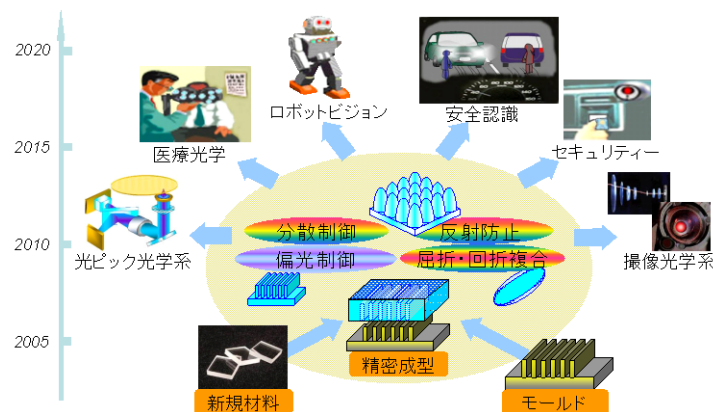 2020
ロボットビジョン
安全認識
2015
医療光学
セキュリティー
分散制御
反射防止
2010
光ピック光学系
偏光制御
屈折・回折複合
撮像光学系
2005
精密成型
新規材料
モールド